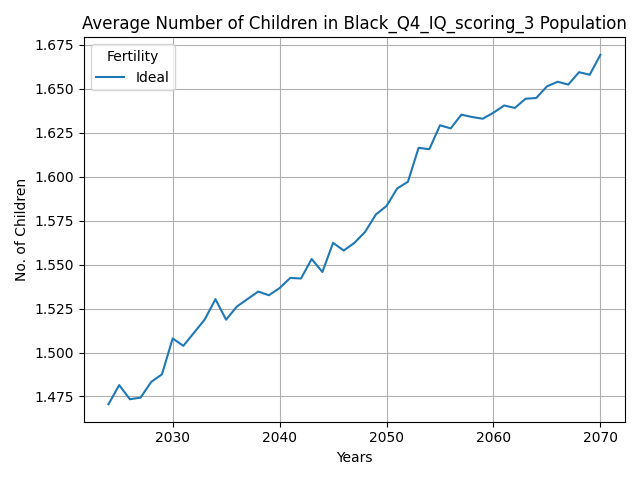 Average Number of Children in Black_Q4_IQ_scoring_3 Population
Fertility
Ideal
No. of Children
1.675
1.650
1.625
1.600
1.575
1.550
1.525
1.500
1.475
2030
2040
2050
2060
2070
Years